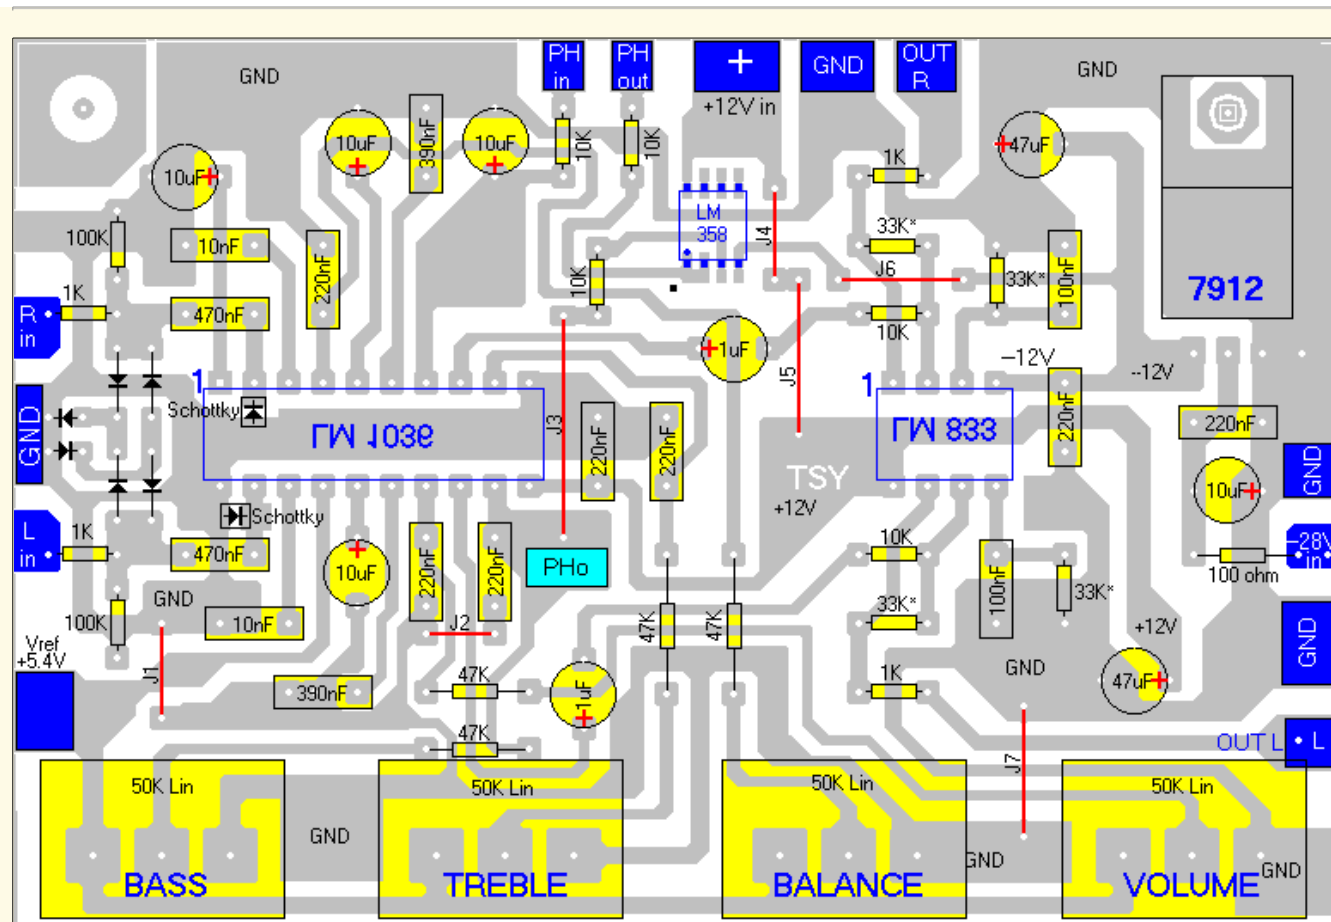 PH
in
PH
out
+
+12V in
GND
OUT
R
GND
GND
10uF
390nF
10uF
10K
10K
47uF
1K
10uF
LM
358
100K
10nF
220nF
J4
33K*
J6
33K*
100nF
7912
1K
R
in
470nF
10K
10K
1uF
J5
1
Schottky
LM 1036
J3
220nF
220nF
1
LM 833
–12V
220nF
--12V
220nF
GND
TSY
+12V
GND
10uF
Schottky
L
in
1K
470nF
10uF
220nF
220nF
PHo
10K
100nF
33K*
–28V
in
100 ohm
GND
100K
10nF
J2
47K
47K
33K*
+12V
GND
Vref
+5.4V
J1
390nF
47K
1uF
1K
GND
47uF
47K
J7
OUT L
L
50K Lin
50K Lin
50K Lin
50K Lin
GND
GND
GND
BASS
TREBLE
BALANCE
VOLUME